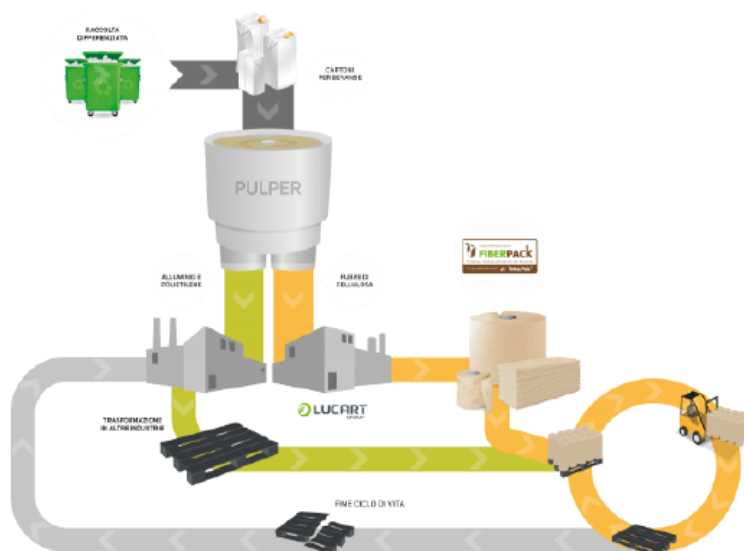 RACCOLTA
DIFFERENZIATA
CARTONI
PER BEVANDE
PULPER
ALLUMINIO E
POLIETILENE
FIBRE DI
CELLULOSA
FIBERPACK
LUCART
GROUP
TRASFORMAZIONE
IN ALTRE INDUSTRIE
FINE CICLO DI VITA